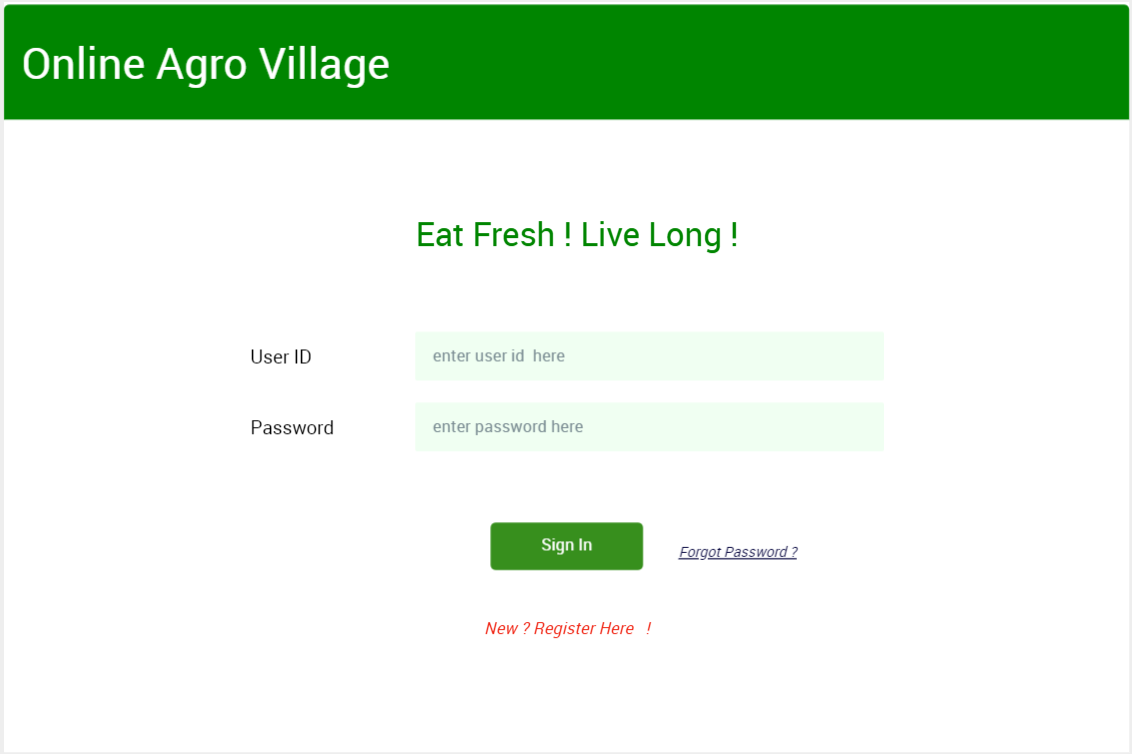 Online Agro Village
Eat Fresh ! Live Long !
User ID
enter user id  here
Password
enter password here
Sign In
Forgot Password ?
New ? Register Here   !